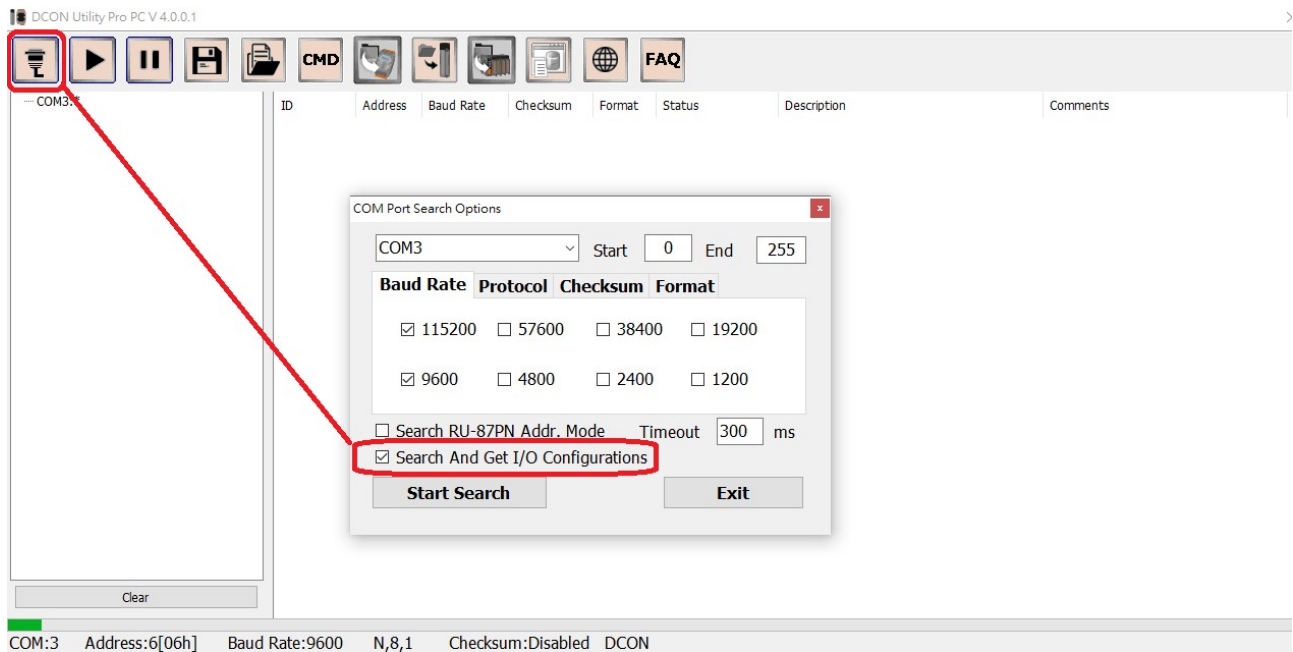 DCON Utility Pro PC V 4.0.0.1
CMD FAQ
COM3:*
ID Address Baud Rate Checksum Format Status Description Comments
COM Port Search Options
x
COM3 Start 0 End 255
Baud Rate Protocol Checksum Format
115200 57600 38400 19200
9600 4800 2400 1200
Search RU-87PN Addr. Mode Timeout 300 ms
Search And Get I/O Configurations
Start Search Exit
Clear
COM:3 Address:6[06h] Baud Rate:9600 N,8,1 Checksum:Disabled DCON